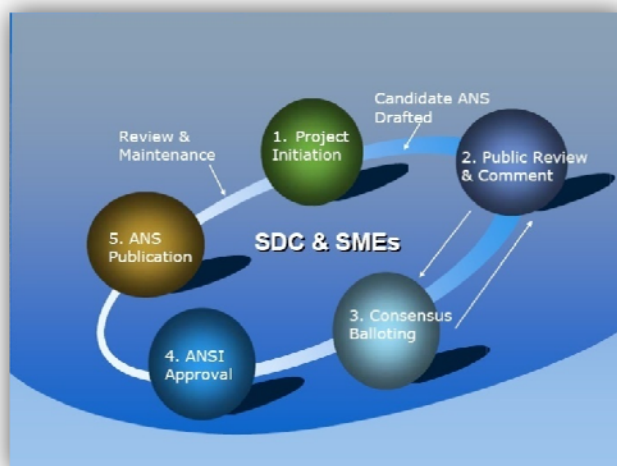 Candidate ANS
Drafted
Review &
Maintenance
1. Project
Initiation
2. Public Review
& Comment
5. ANS
Publication
SDC & SMEs
3. Consensus
Balloting
4. ANSI
Approval